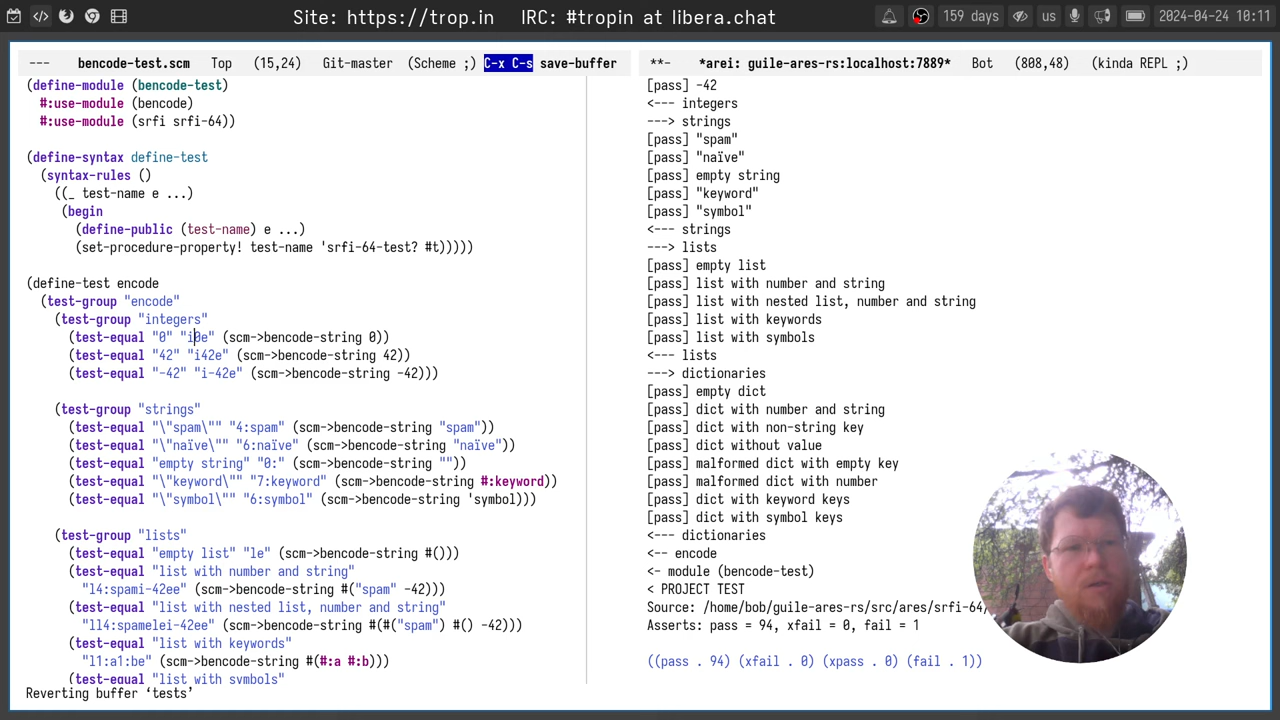 Site: https://trop.in IRC: #tropin at libera.chat
159 days us 2024-04-24 10:11
--- bencode-test.scm Top (15,24) Git-master (Scheme ;) C-x C-s save-buffer
(define-module (bencode-test)
  #:use-module (bencode)
  #:use-module (srfi srfi-64))
(define-syntax define-test
  (syntax-rules ()
    ((_ test-name e ...)
     (begin
       (define-public (test-name) e ...)
       (set-procedure-property! test-name 'srfi-64-test? #t)))))
(define-test encode
  (test-group "encode"
    (test-group "integers"
      (test-equal "0" "i0e" (scm->bencode-string 0))
      (test-equal "42" "i42e" (scm->bencode-string 42))
      (test-equal "-42" "i-42e" (scm->bencode-string -42)))
    (test-group "strings"
      (test-equal "\"spam\"" "4:spam" (scm->bencode-string "spam"))
      (test-equal "\"naïve\"" "6:naïve" (scm->bencode-string "naïve"))
      (test-equal "empty string" "0:" (scm->bencode-string ""))
      (test-equal "\"keyword\"" "7:keyword" (scm->bencode-string #:keyword))
      (test-equal "\"symbol\"" "6:symbol" (scm->bencode-string 'symbol)))
    (test-group "lists"
      (test-equal "empty list" "le" (scm->bencode-string #()))
      (test-equal "list with number and string"
        "l4:spami-42ee" (scm->bencode-string #("spam" -42)))
      (test-equal "list with nested list, number and string"
        "ll4:spamelei-42ee" (scm->bencode-string #(#("spam") #() -42)))
      (test-equal "list with keywords"
        "l1:a1:be" (scm->bencode-string #(#:a #:b)))
      (test-equal "list with symbols"
Reverting buffer ‘tests’
**- *arei: guile-ares-rs:localhost:7889* Bot (808,48) (kinda REPL ;)
[pass] -42
<--- integers
---> strings
[pass] "spam"
[pass] "naïve"
[pass] empty string
[pass] "keyword"
[pass] "symbol"
<--- strings
---> lists
[pass] empty list
[pass] list with number and string
[pass] list with nested list, number and string
[pass] list with keywords
[pass] list with symbols
<--- lists
---> dictionaries
[pass] empty dict
[pass] dict with number and string
[pass] dict with non-string key
[pass] dict without value
[pass] malformed dict with empty key
[pass] malformed dict with number
[pass] dict with keyword keys
[pass] dict with symbol keys
<--- dictionaries
<-- encode
<- module (bencode-test)
< PROJECT TEST
Source: /home/bob/guile-ares-rs/src/ares/srfi-64/
Asserts: pass = 94, xfail = 0, fail = 1
((pass . 94) (xfail . 0) (xpass . 0) (fail . 1))